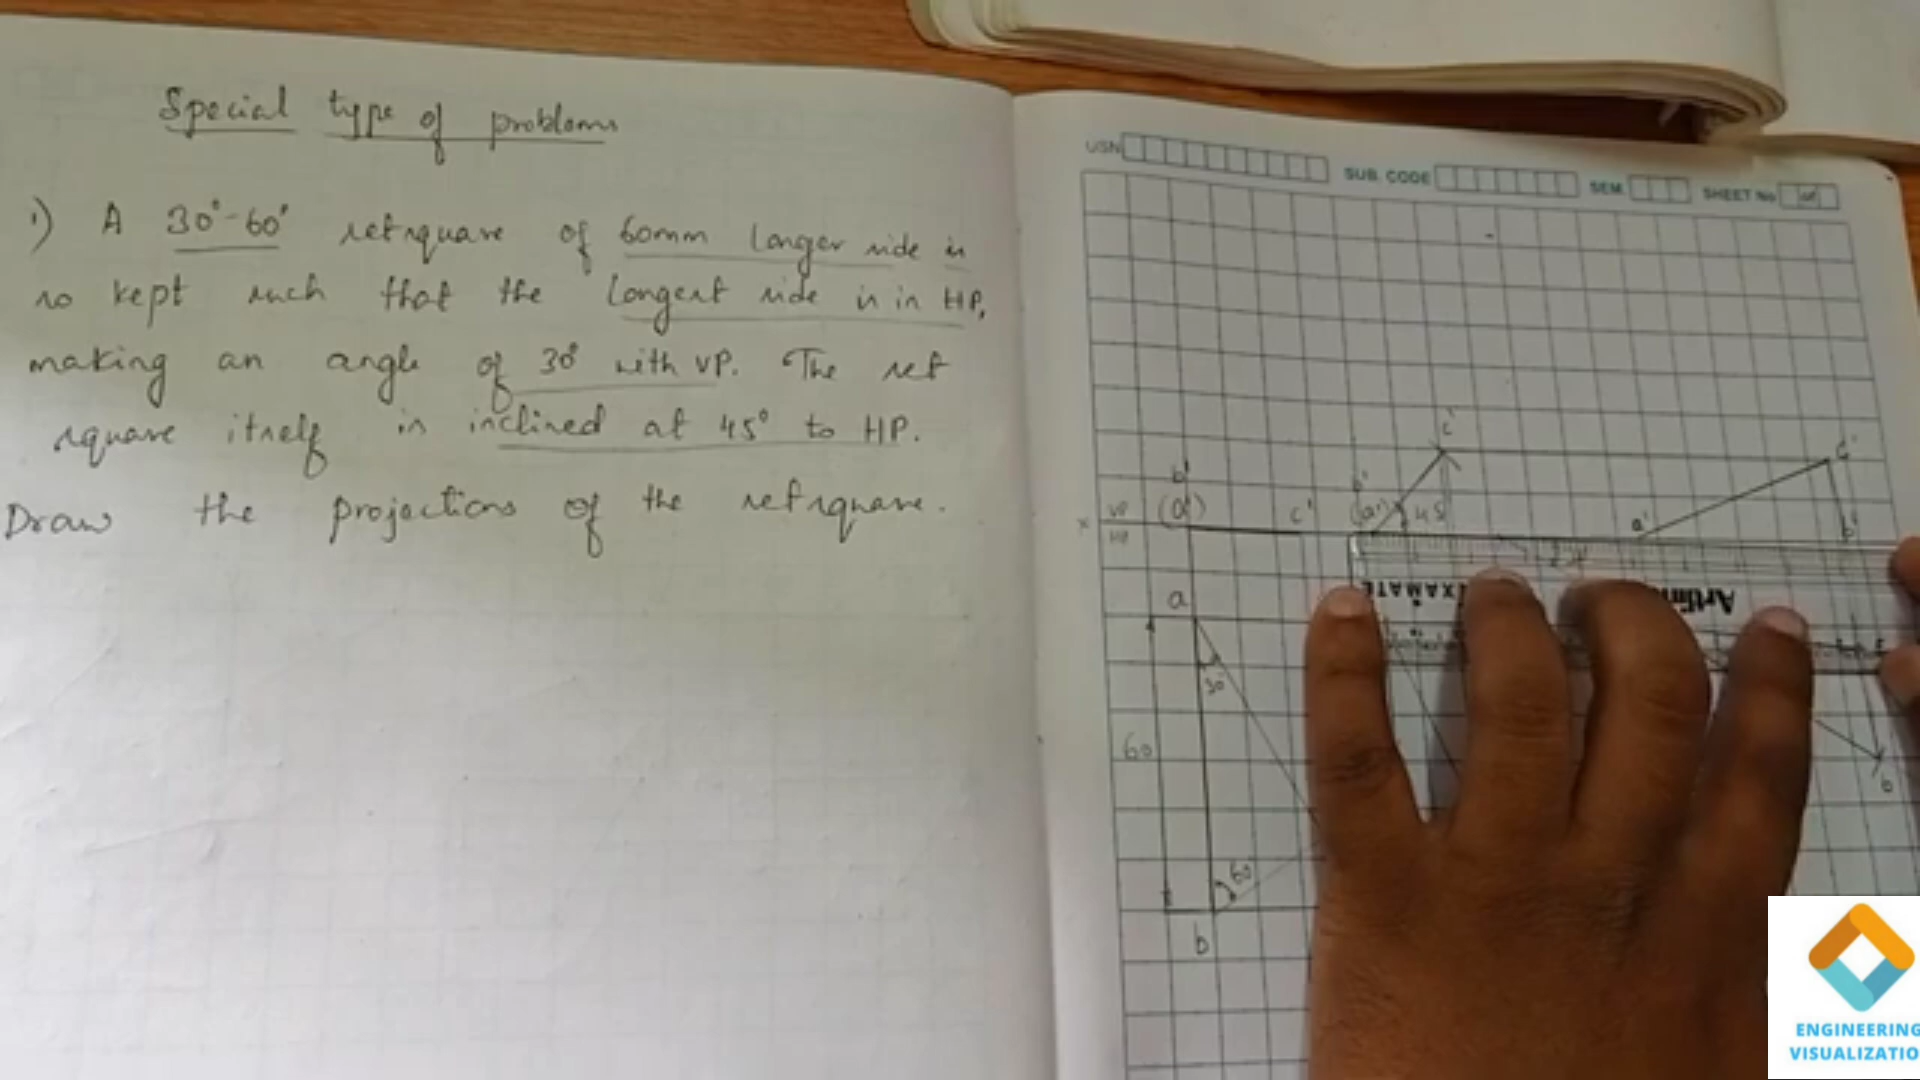 Special type of problems
1) A 30°-60° setsquare of 60mm longer side is
so kept such that the longest side is in HP,
making an angle of 30° with VP. The set
square itself is inclined at 45° to HP.
Draw the projections of the setsquare.
USN SUB. CODE SEM. SHEET No of
c'
c'
b' b'
X VP (a') c' (a') 45 a' b'
HP
Artline
EXAMATE
a
30
60
b
60
b
ENGINEERING
VISUALIZATIO